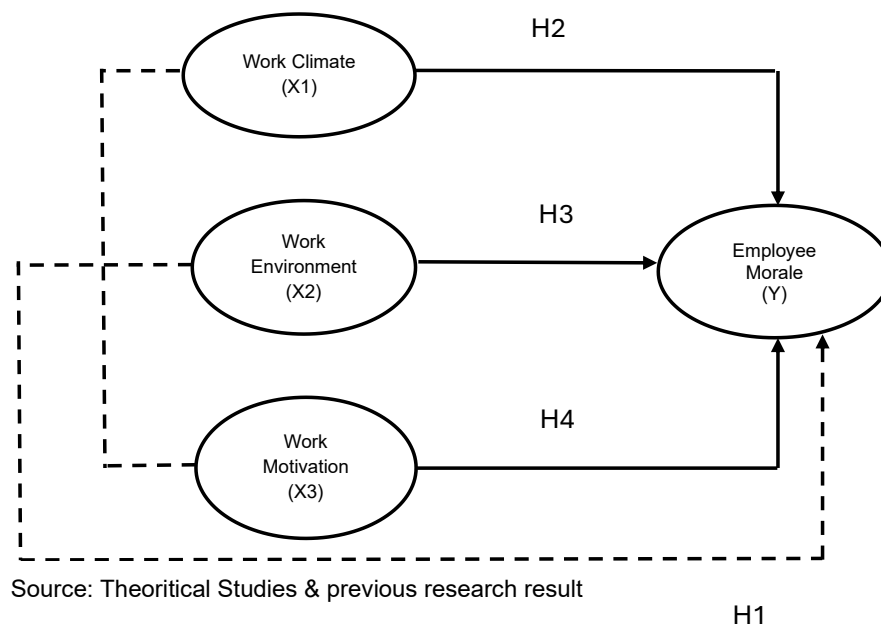 H2
Work Climate
(X1)
H3
Work
Environment
(X2)
Employee
Morale
(Y)
H4
Work
Motivation
(X3)
Source: Theoritical Studies & previous research result
H1